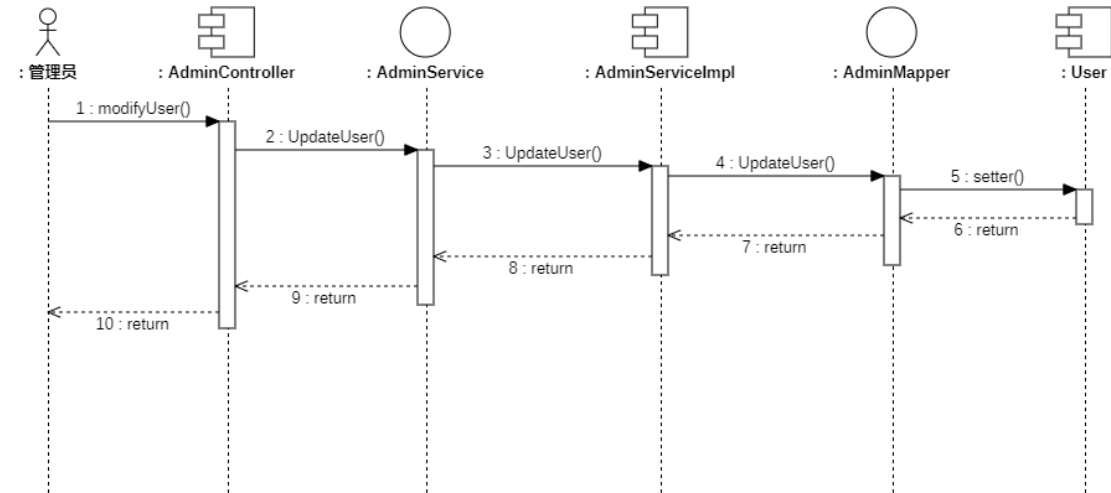 : 管理员
: AdminController
: AdminService
: AdminServiceImpl
: AdminMapper
: User
1 : modifyUser()
2 : UpdateUser()
3 : UpdateUser()
4 : UpdateUser()
5 : setter()
6 : return
7 : return
8 : return
9 : return
10 : return